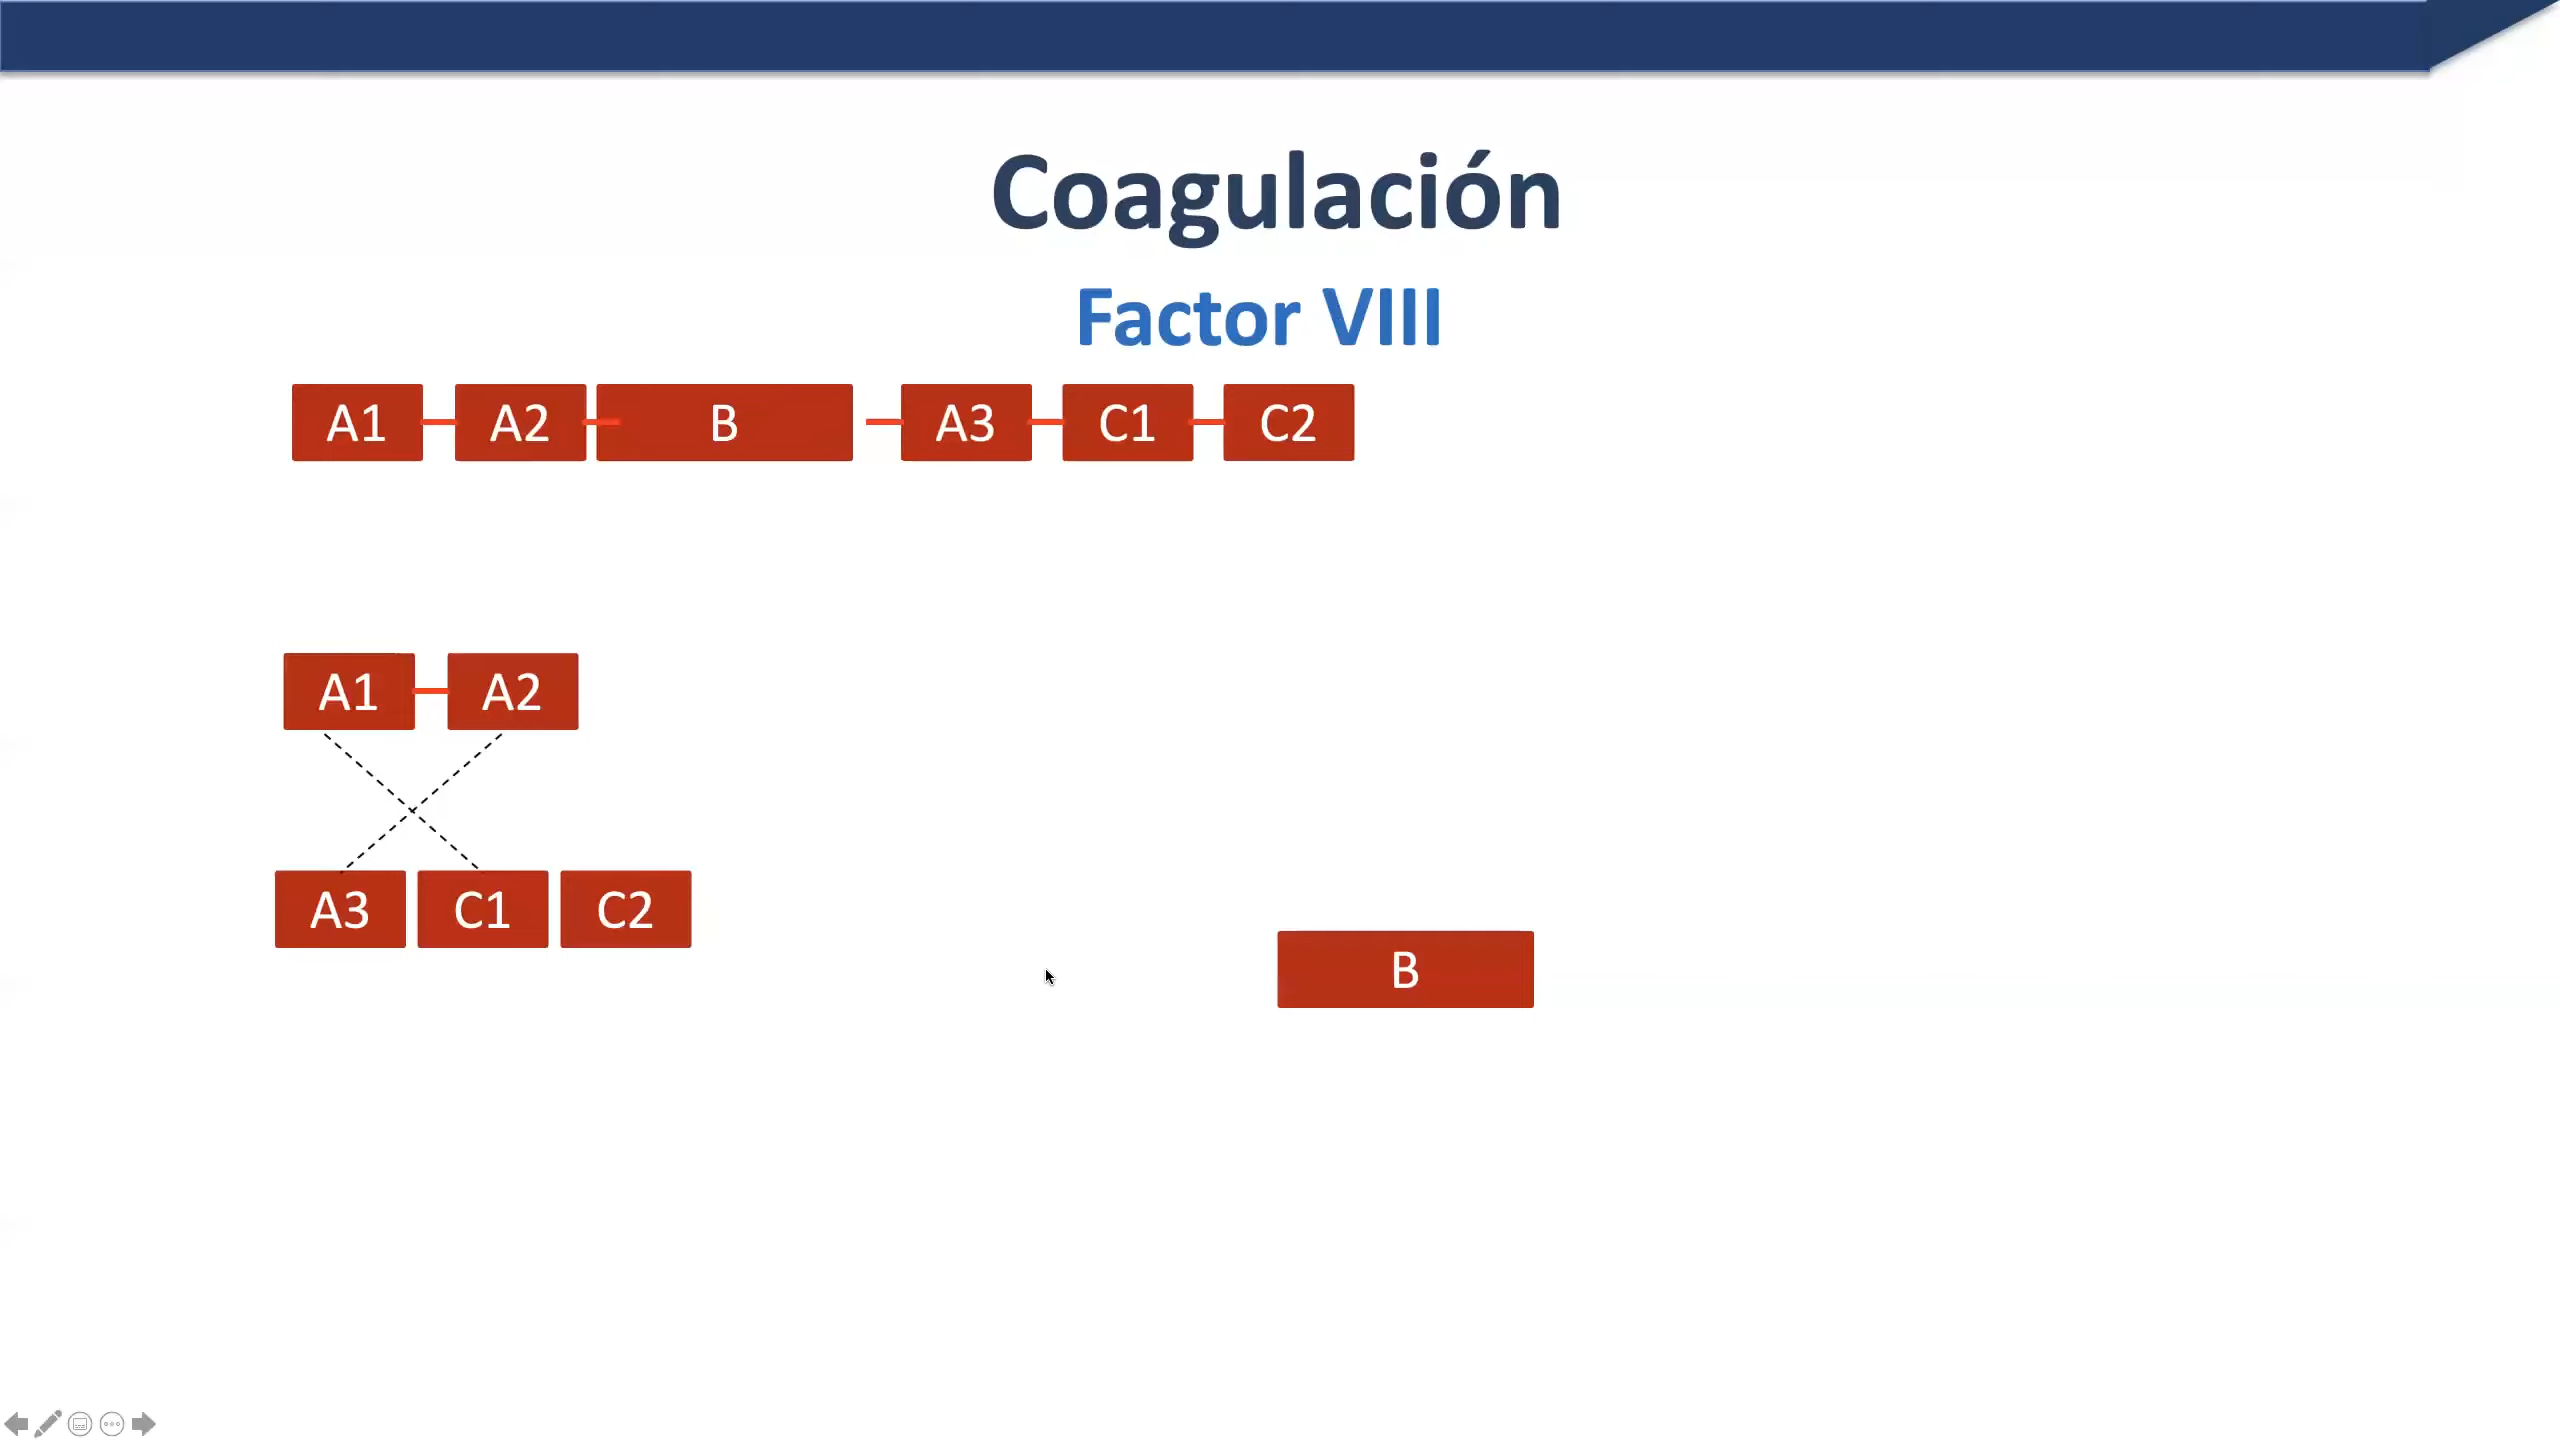 Coagulación
Factor VIII
A1 A2 B A3 C1 C2
A1 A2
A3 C1 C2
B